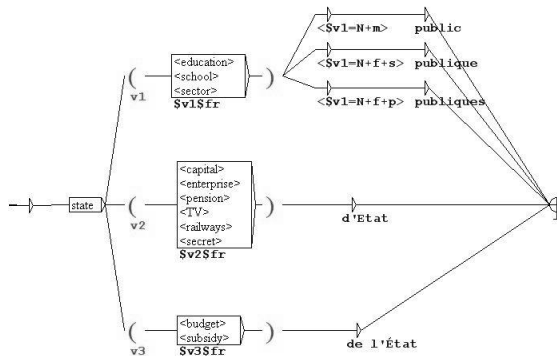 <$v1=N+m> public
<education>
<school>
<sector>
$v1$fr
v1
<$v1=N+f+s> publique
<$v1=N+f+p> publiques
state
<capital>
<enterprise>
<pension>
<TV>
<railways>
<secret>
$v2$fr
v2
d'Etat
<budget>
<subsidy>
$v3$fr
v3
de l'État